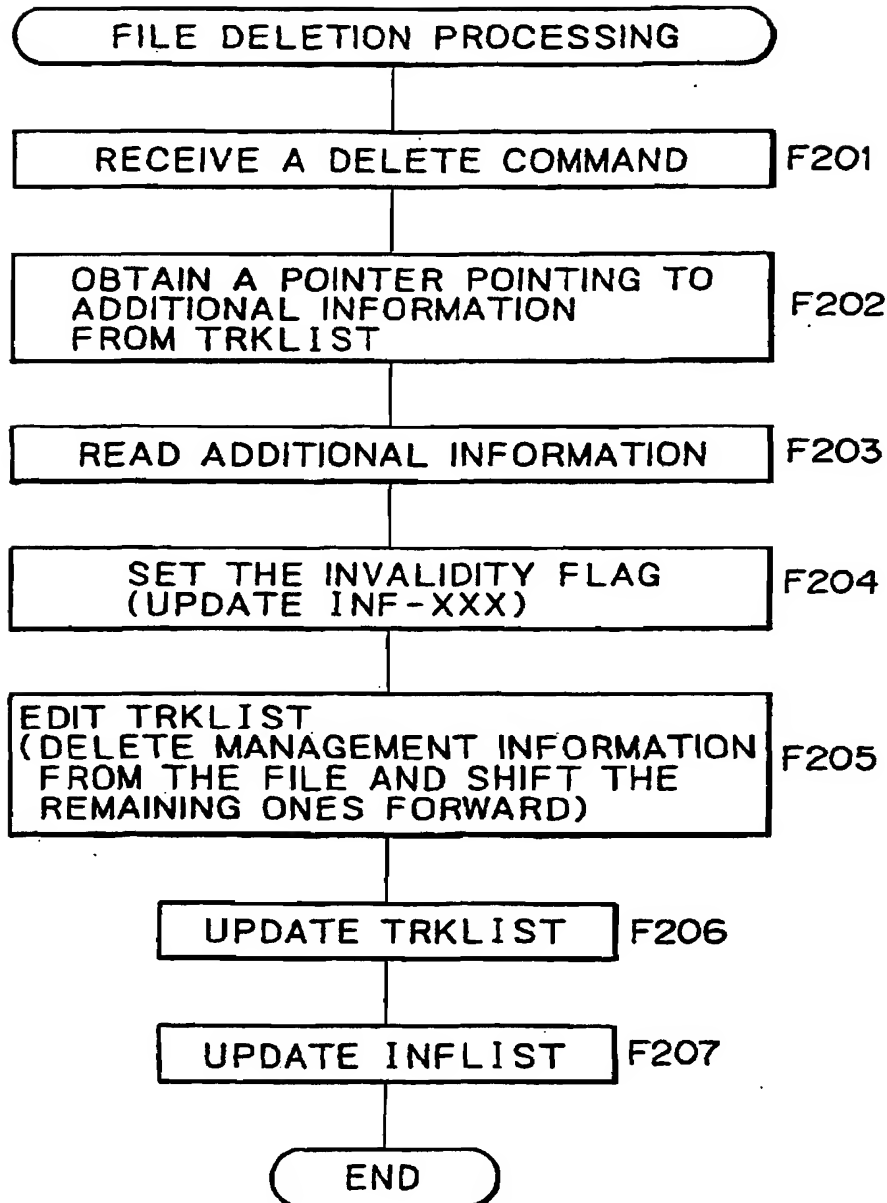 FILE DELETION PROCESSING
RECEIVE A DELETE COMMAND F201
OBTAIN A POINTER POINTING TO
ADDITIONAL INFORMATION
FROM TRKLIST
F202
READ ADDITIONAL INFORMATION F203
SET THE INVALIDITY FLAG
(UPDATE INF-XXX)
F204
EDIT TRKLIST
(DELETE MANAGEMENT INFORMATION
FROM THE FILE AND SHIFT THE
REMAINING ONES FORWARD)
F205
UPDATE TRKLIST F206
UPDATE INFLIST F207
END